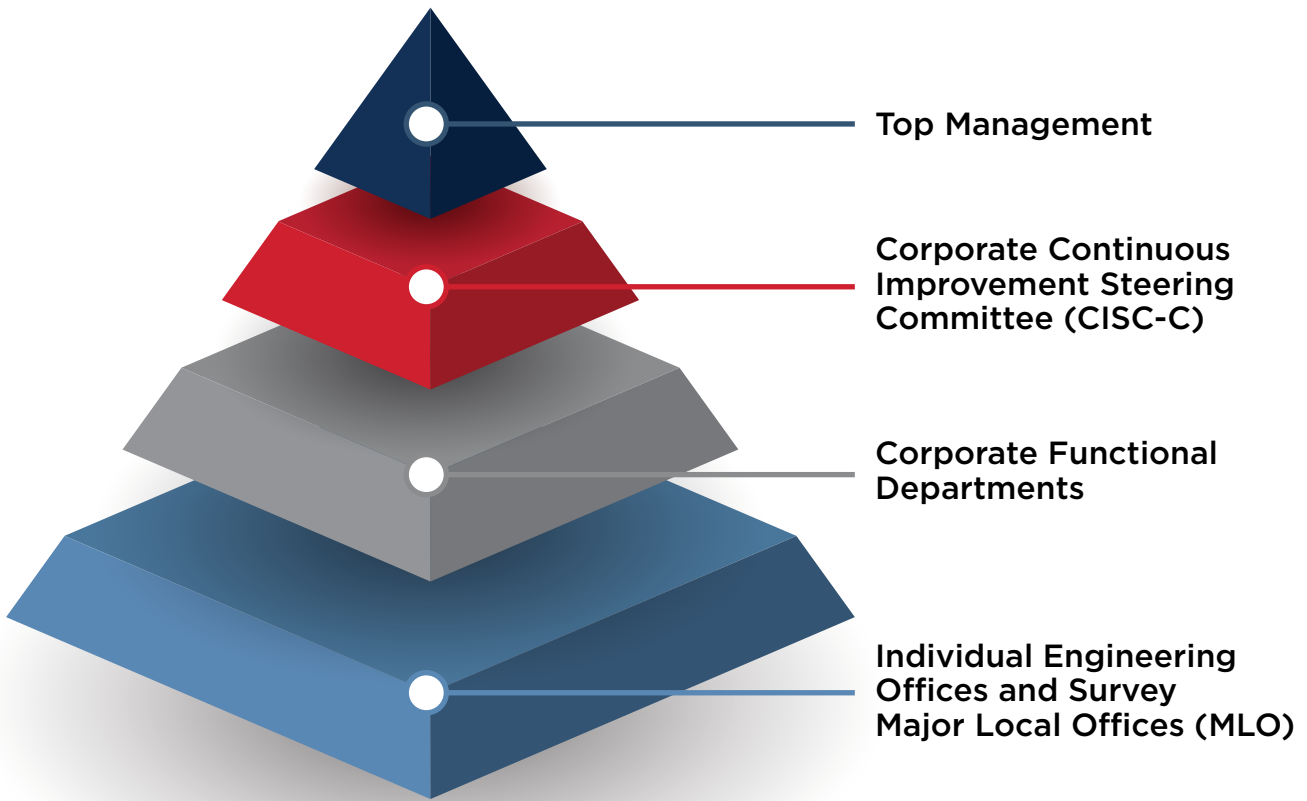 Top Management
Corporate Continuous
Improvement Steering
Committee (CISC-C)
Corporate Functional
Departments
Individual Engineering
Offices and Survey
Major Local Offices (MLO)